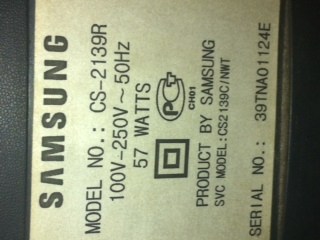 SAMSUNG
MODEL NO.: CS-2139R
100V-250V~50Hz
57 WATTS
PCT
CH01
PRODUCT BY SAMSUNG
SVC MODEL:CS2139C/NWT
SERIAL NO.: 39TNA01124E